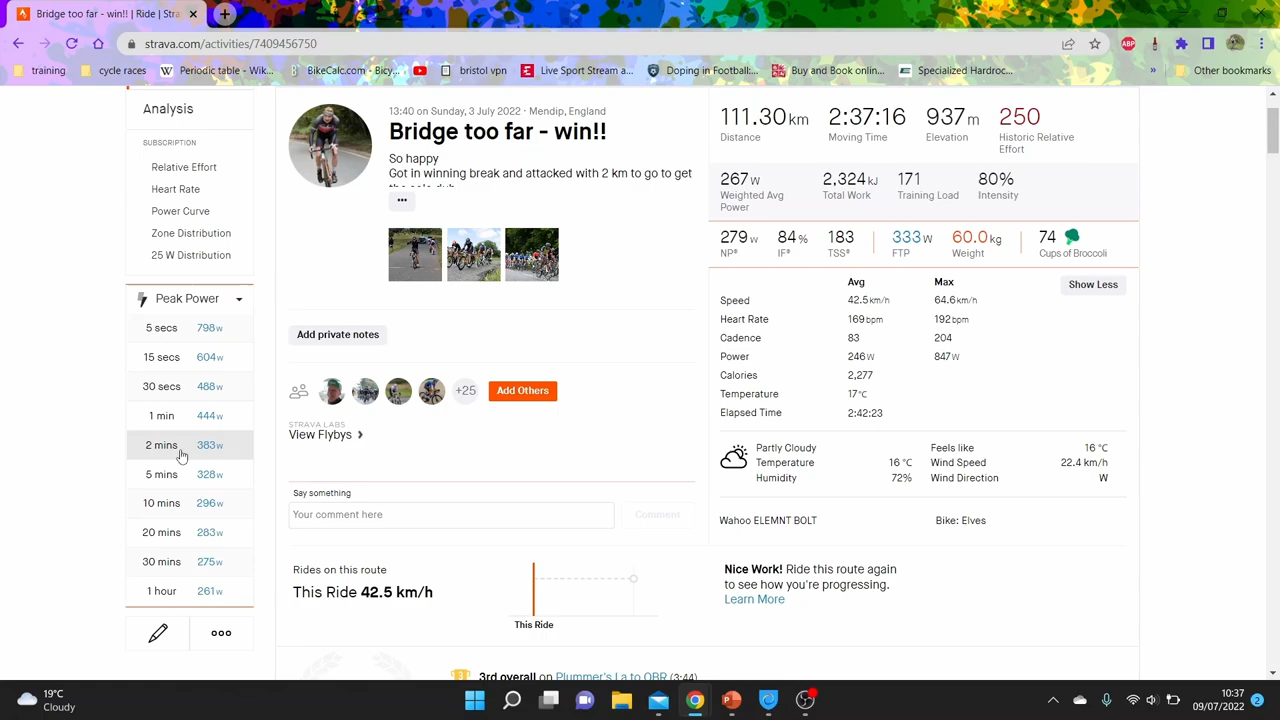 Bridge too far - win!! | Ride | Stra
strava.com/activities/7409456750
training
cycle races
Periodic table - Wik...
BikeCalc.com - Bicy...
bristol vpn
Live Sport Stream a...
Doping in Football:...
Buy and Book onlin...
Specialized Hardroc...
»
Other bookmarks
Analysis
SUBSCRIPTION
Relative Effort
Heart Rate
Power Curve
Zone Distribution
25 W Distribution
Peak Power
5 secs 798w
15 secs 604w
30 secs 488w
1 min 444w
2 mins 383w
5 mins 328w
10 mins 296w
20 mins 283w
30 mins 275w
1 hour 261w
13:40 on Sunday, 3 July 2022 · Mendip, England
Bridge too far - win!!
So happy
Got in winning break and attacked with 2 km to go to get
Add private notes
+25
Add Others
STRAVA LABS
View Flybys
Say something
Your comment here
Comment
111.30km 2:37:16 937m 250
Distance Moving Time Elevation Historic Relative
Effort
267W 2,324kJ 171 80%
Weighted Avg Total Work Training Load Intensity
Power
279w 84% 183 333W 60.0kg 74
NP® IF® TSS® FTP Weight Cups of Broccoli
Avg Max
Show Less
Speed 42.5km/h 64.6km/h
Heart Rate 169bpm 192bpm
Cadence 83 204
Power 246W 847W
Calories 2,277
Temperature 17°C
Elapsed Time 2:42:23
Partly Cloudy Feels like 16 °C
Temperature 16 °C Wind Speed 22.4 km/h
Humidity 72% Wind Direction W
Wahoo ELEMNT BOLT Bike: Elves
Rides on this route
This Ride 42.5 km/h
This Ride
Nice Work! Ride this route again
to see how you're progressing.
Learn More
3rd overall on Plummer's La to OBR (3:44)
19°C
Cloudy
10:37
09/07/2022
2